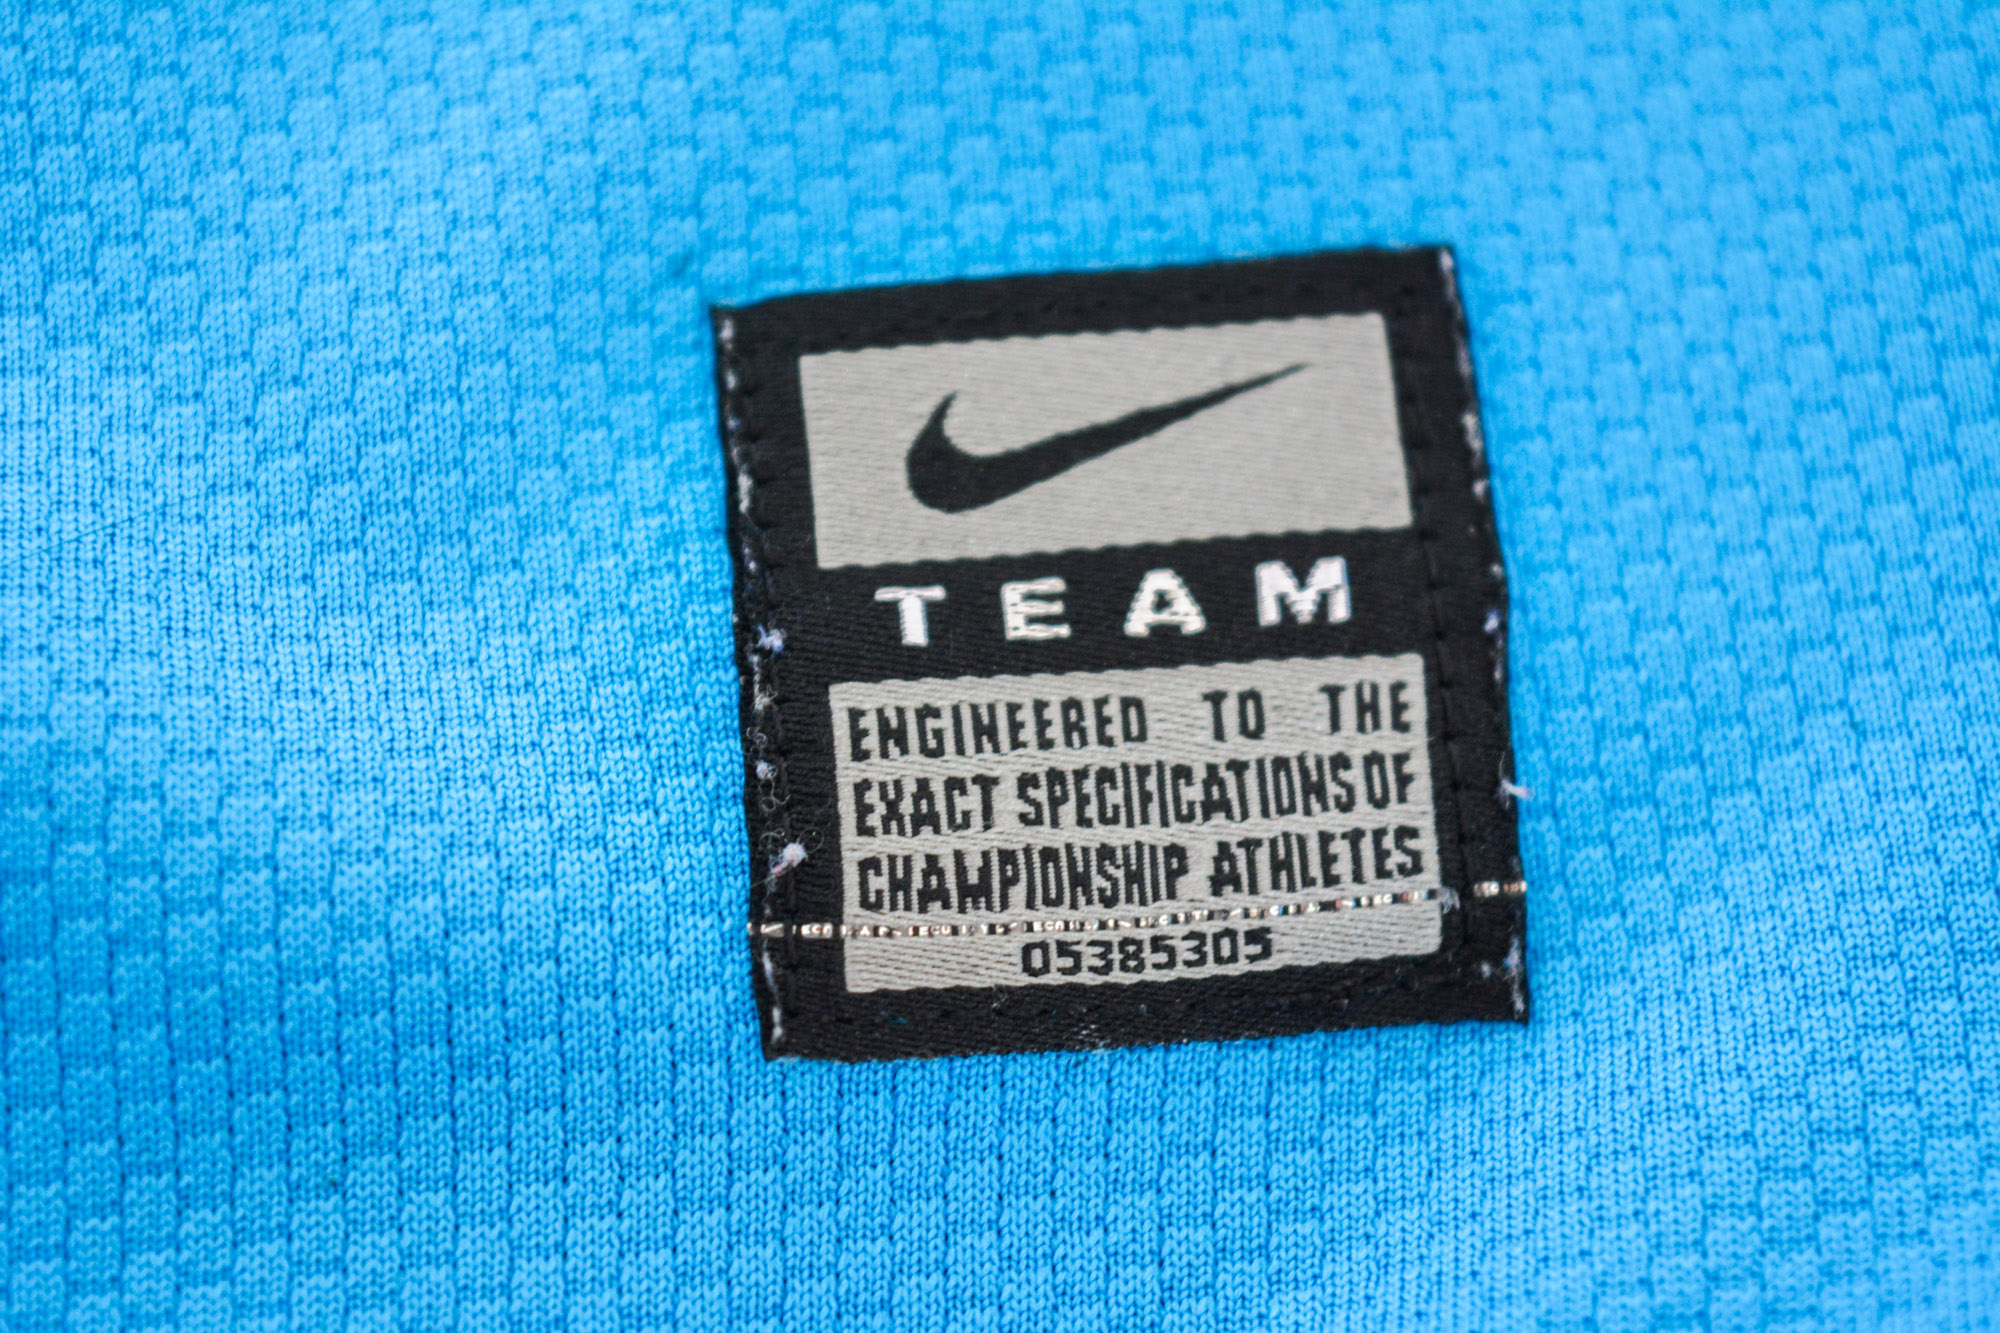 TEAM
ENGINEERED TO THE
EXACT SPECIFICATIONS OF
CHAMPIONSHIP ATHLETES
05385305